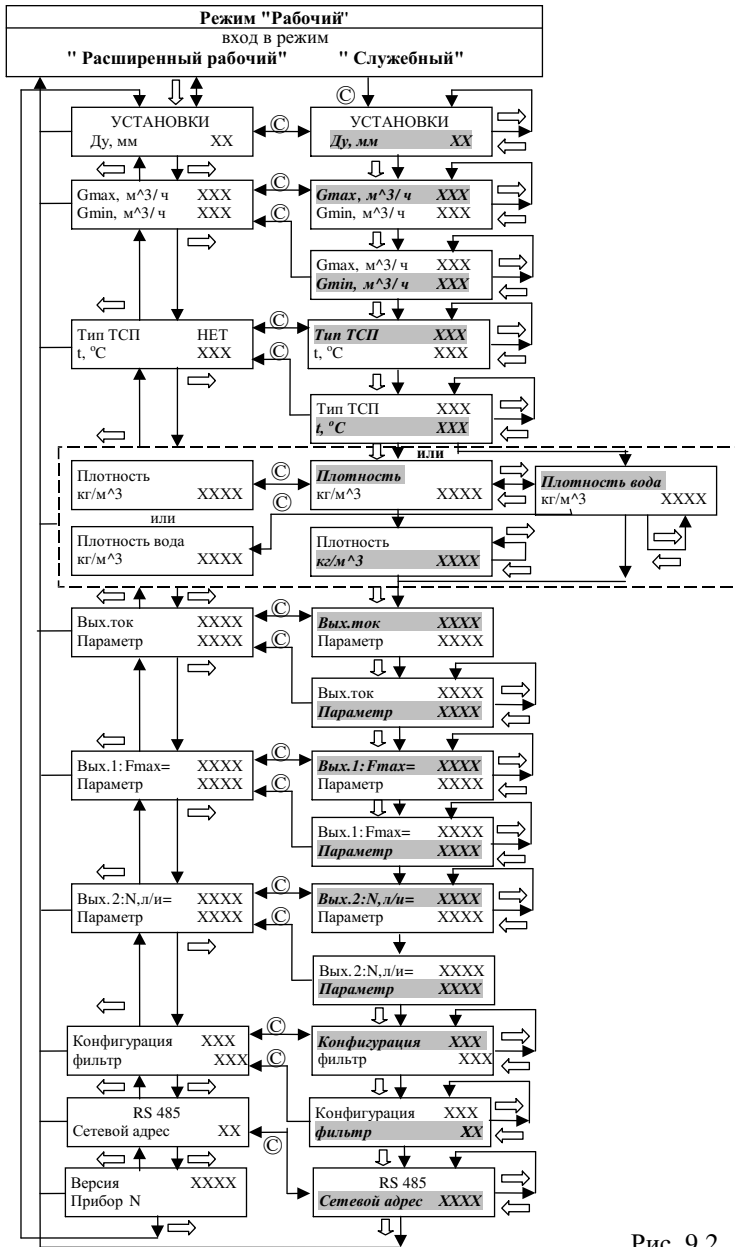 Режим "Рабочий"
вход в режим
" Расширенный рабочий" " Служебный"
©
УСТАНОВКИ
Ду, мм XX
©
УСТАНОВКИ
Ду, мм XX
Gmax, м^3/ ч XXX
Gmin, м^3/ ч XXX
©
©
Gmax, м^3/ ч XXX
Gmin, м^3/ ч XXX
Gmax, м^3/ ч XXX
Gmin, м^3/ ч XXX
Тип ТСП НЕТ
t, °C XXX
©
©
Тип ТСП XXX
t, °C XXX
Тип ТСП XXX
t, °C XXX
или
Плотность
кг/м^3 XXXX
©
©
Плотность
кг/м^3 XXXX
Плотность вода
кг/м^3 XXXX
или
Плотность вода
кг/м^3 XXXX
Плотность
кг/м^3 XXXX
Вых.ток XXXX
Параметр XXXX
©
©
Вых.ток XXXX
Параметр XXXX
Вых.ток XXXX
Параметр XXXX
Вых.1:Fmax= XXXX
Параметр XXXX
©
©
Вых.1:Fmax= XXXX
Параметр XXXX
Вых.1:Fmax= XXXX
Параметр XXXX
Вых.2:N,л/и= XXXX
Параметр XXXX
©
©
Вых.2:N,л/и= XXXX
Параметр XXXX
Вых.2:N,л/и= XXXX
Параметр XXXX
Конфигурация XXX
фильтр XXX
©
©
Конфигурация XXX
фильтр XXX
Конфигурация XXX
фильтр XX
RS 485
Сетевой адрес XX
©
RS 485
Сетевой адрес XXXX
Версия XXXX
Прибор N
Рис. 9.2